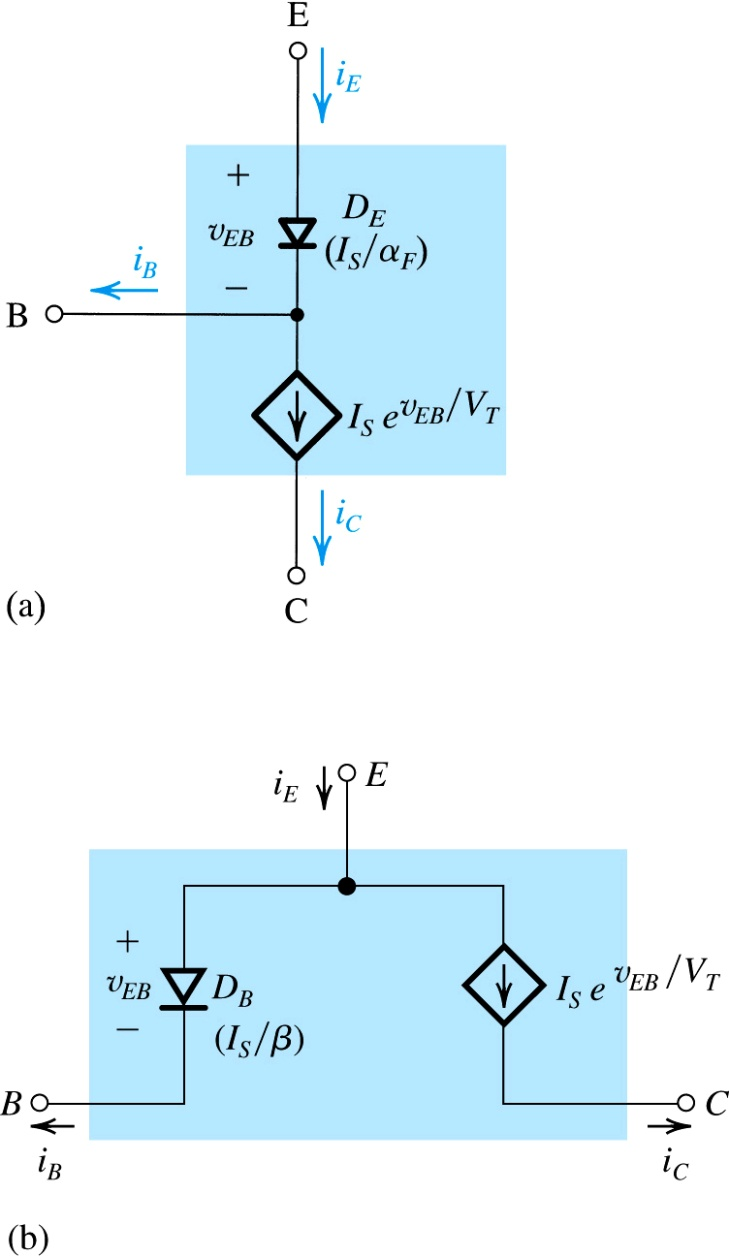 E
i_E
+
D_E
v_EB
(I_S/α_F)
i_B
−
B
I_S e^{v_EB/V_T}
i_C
C
(a)
i_E
E
+
v_EB
D_B
I_S e^{v_EB/V_T}
−
(I_S/β)
B
C
i_B
i_C
(b)